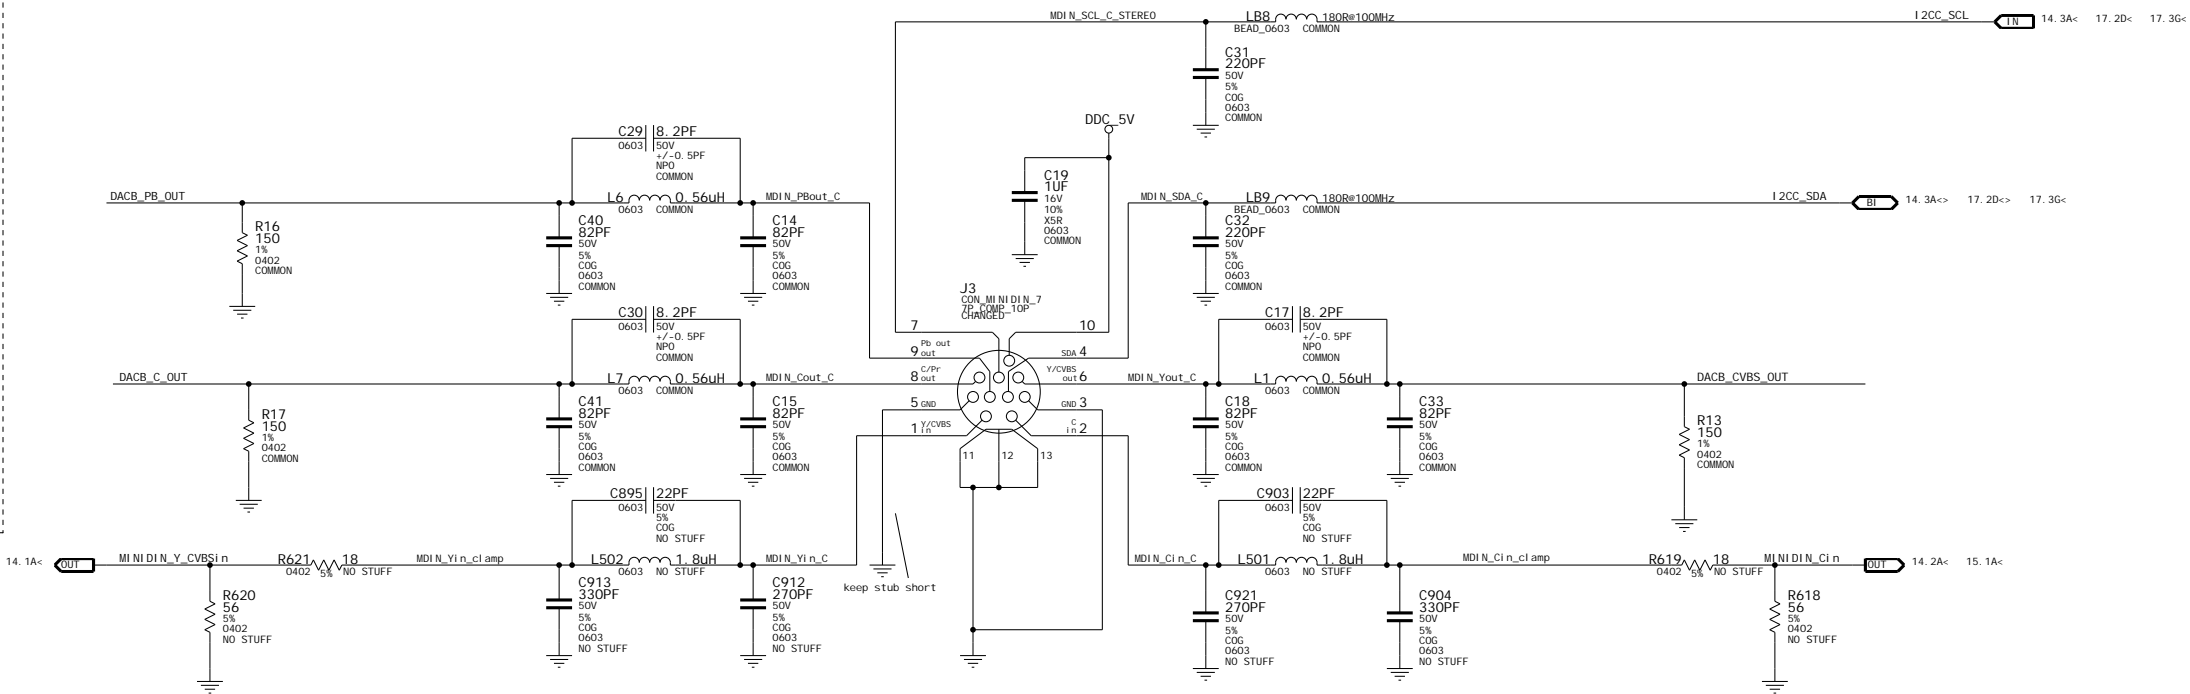 MDIN_SCL_C_STEREO
LB8 180R@100MHz
BEAD_0603 COMMON
I2CC_SCL
IN 14.3A< 17.2D< 17.3G<
C31
220PF
50V
5%
COG
0603
COMMON
DDC_5V
C19
1UF
16V
10%
X5R
0603
COMMON
C29 8.2PF
0603 50V
+/-0.5PF
NPO
COMMON
DACB_PB_OUT
L6 0.56uH
0603 COMMON
MDIN_PBout_C
R16
150
1%
0402
COMMON
C40
82PF
50V
5%
COG
0603
COMMON
C14
82PF
50V
5%
COG
0603
COMMON
MDIN_SDA_C
LB9 180R@100MHz
BEAD_0603 COMMON
I2CC_SDA
BI 14.3A<> 17.2D<> 17.3G<
C32
220PF
50V
5%
COG
0603
COMMON
J3
CON_MINIDIN_7
7P_COMP_10P
CHANGED
7
10
9 Pb out
out
SDA 4
8 C/Pr
out
Y/CVBS
out 6
5 GND
GND 3
1 Y/CVBS
in
C
in 2
11 12 13
C30 8.2PF
0603 50V
+/-0.5PF
NPO
COMMON
DACB_C_OUT
L7 0.56uH
0603 COMMON
MDIN_Cout_C
R17
150
1%
0402
COMMON
C41
82PF
50V
5%
COG
0603
COMMON
C15
82PF
50V
5%
COG
0603
COMMON
C17 8.2PF
0603 50V
+/-0.5PF
NPO
COMMON
MDIN_Yout_C
L1 0.56uH
0603 COMMON
DACB_CVBS_OUT
C18
82PF
50V
5%
COG
0603
COMMON
C33
82PF
50V
5%
COG
0603
COMMON
R13
150
1%
0402
COMMON
C895 22PF
0603 50V
5%
COG
NO STUFF
14.1A< OUT
MINIDIN_Y_CVBSin
R621 18
0402 5% NO STUFF
MDIN_Yin_clamp
L502 1.8uH
0603 NO STUFF
MDIN_Yin_C
R620
56
5%
0402
NO STUFF
C913
330PF
50V
5%
COG
0603
NO STUFF
C912
270PF
50V
5%
COG
0603
NO STUFF
keep stub short
C903 22PF
0603 50V
5%
COG
NO STUFF
MDIN_Cin_C
L501 1.8uH
0603 NO STUFF
MDIN_Cin_clamp
R619 18
0402 5% NO STUFF
MINIDIN_Cin
OUT 14.2A< 15.1A<
C921
270PF
50V
5%
COG
0603
NO STUFF
C904
330PF
50V
5%
COG
0603
NO STUFF
R618
56
5%
0402
NO STUFF